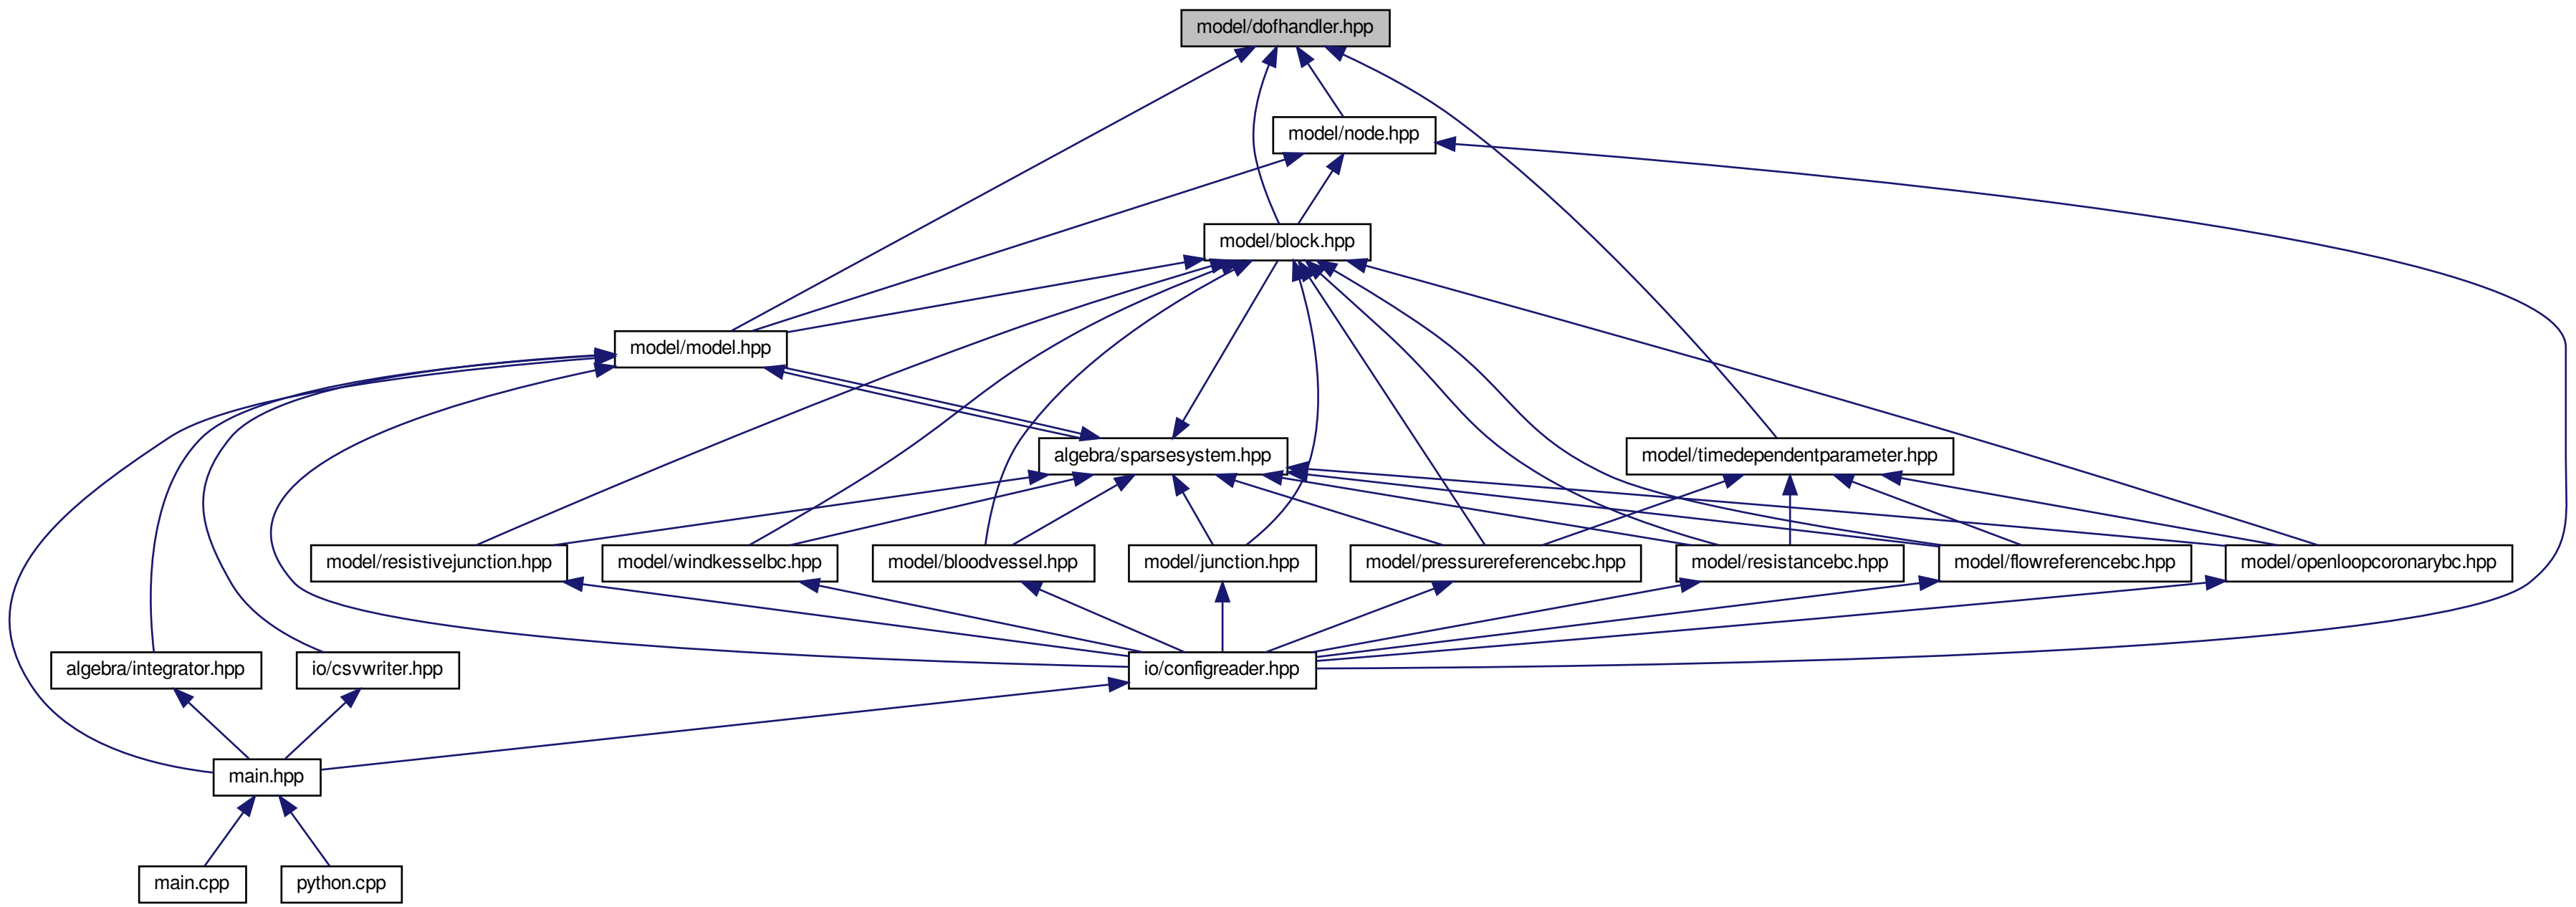 model/dofhandler.hpp
model/node.hpp
model/block.hpp
model/model.hpp
algebra/sparsesystem.hpp
model/timedependentparameter.hpp
model/resistivejunction.hpp
model/windkesselbc.hpp
model/bloodvessel.hpp
model/junction.hpp
model/pressurereferencebc.hpp
model/resistancebc.hpp
model/flowreferencebc.hpp
model/openloopcoronarybc.hpp
algebra/integrator.hpp
io/csvwriter.hpp
io/configreader.hpp
main.hpp
main.cpp
python.cpp